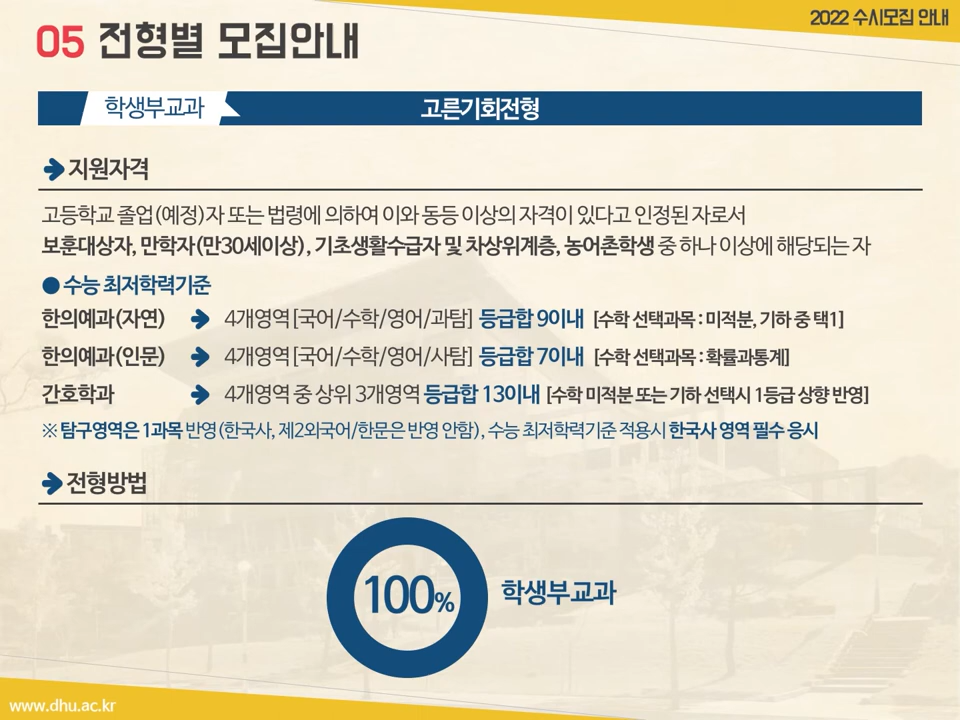 2022 수시모집 안내
05 전형별 모집안내
학생부교과
고른기회전형
지원자격
고등학교 졸업(예정)자 또는 법령에 의하여 이와 동등 이상의 자격이 있다고 인정된 자로서
보훈대상자, 만학자(만30세이상), 기초생활수급자 및 차상위계층, 농어촌학생 중 하나 이상에 해당되는 자
● 수능 최저학력기준
한의예과(자연) ➔ 4개영역[국어/수학/영어/과탐] 등급합 9이내 [수학 선택과목 : 미적분, 기하 중 택1]
한의예과(인문) ➔ 4개영역[국어/수학/영어/사탐] 등급합 7이내 [수학 선택과목 : 확률과통계]
간호학과 ➔ 4개영역 중 상위 3개영역 등급합 13이내 [수학 미적분 또는 기하 선택시 1등급 상향 반영]
※ 탐구영역은 1과목 반영(한국사, 제2외국어/한문은 반영 안함), 수능 최저학력기준 적용시 한국사 영역 필수 응시
전형방법
100%
학생부교과
www.dhu.ac.kr